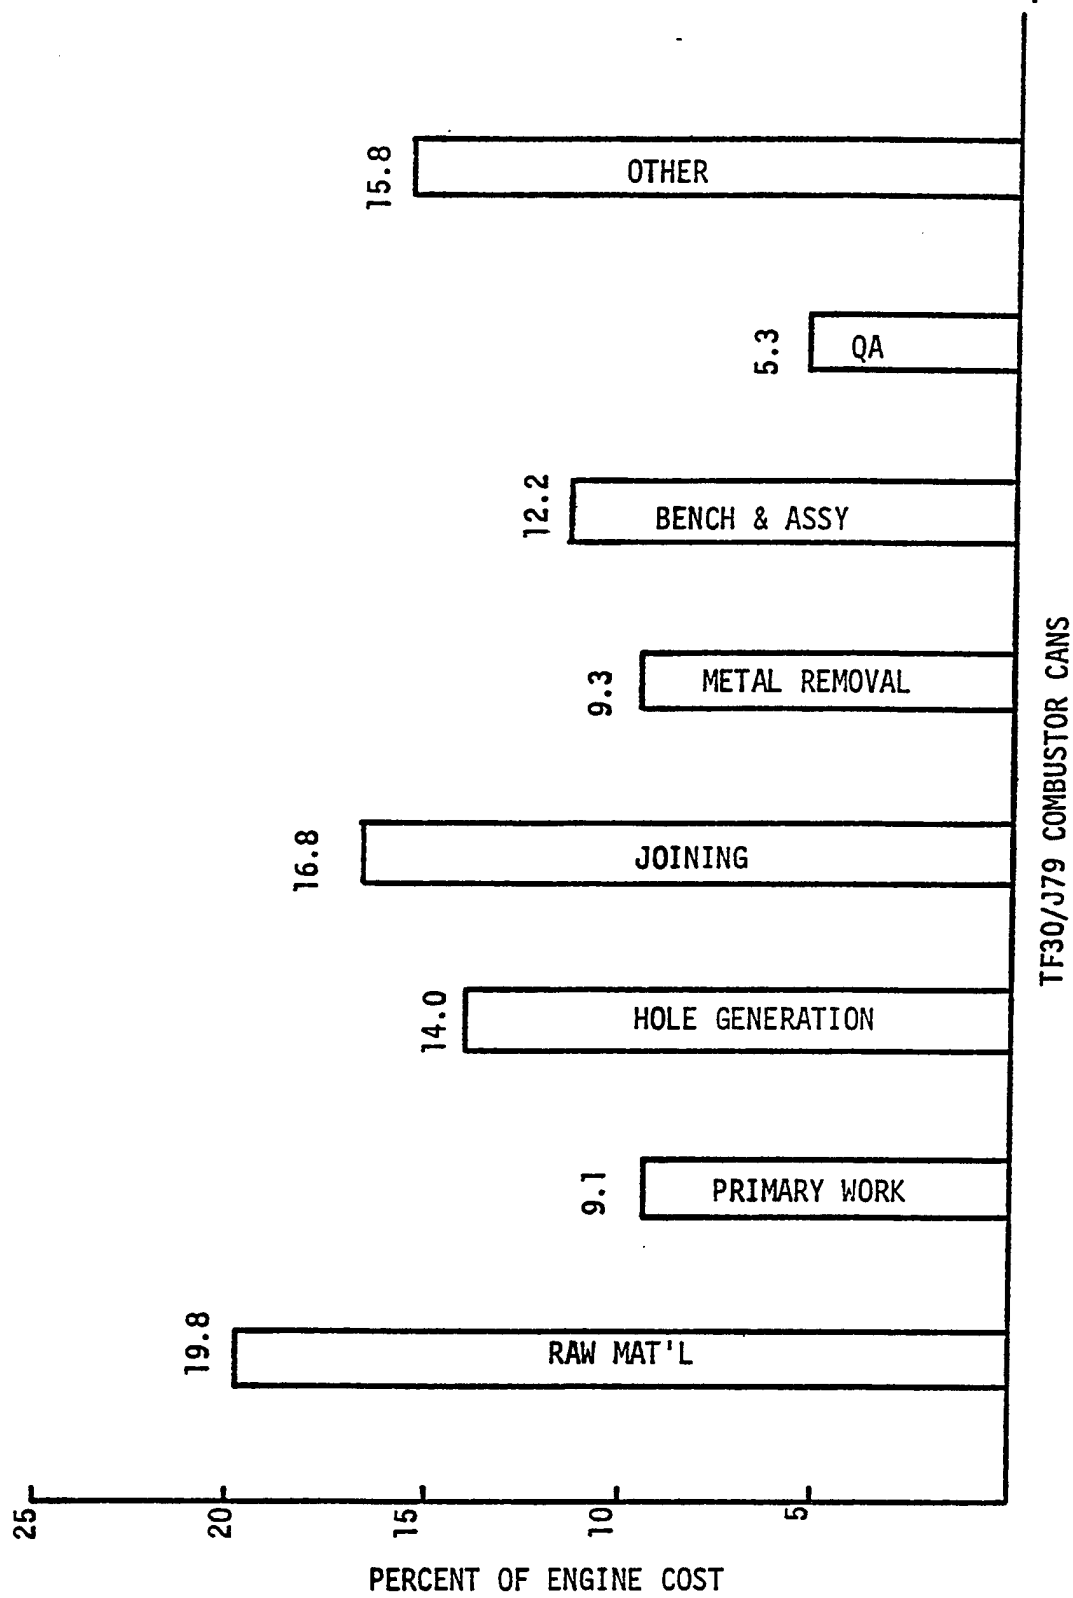 PERCENT OF ENGINE COST
25
20
15
10
5
19.8
RAW MAT'L
9.1
PRIMARY WORK
14.0
HOLE GENERATION
16.8
JOINING
9.3
METAL REMOVAL
12.2
BENCH & ASSY
5.3
QA
15.8
OTHER
TF30/J79 COMBUSTOR CANS